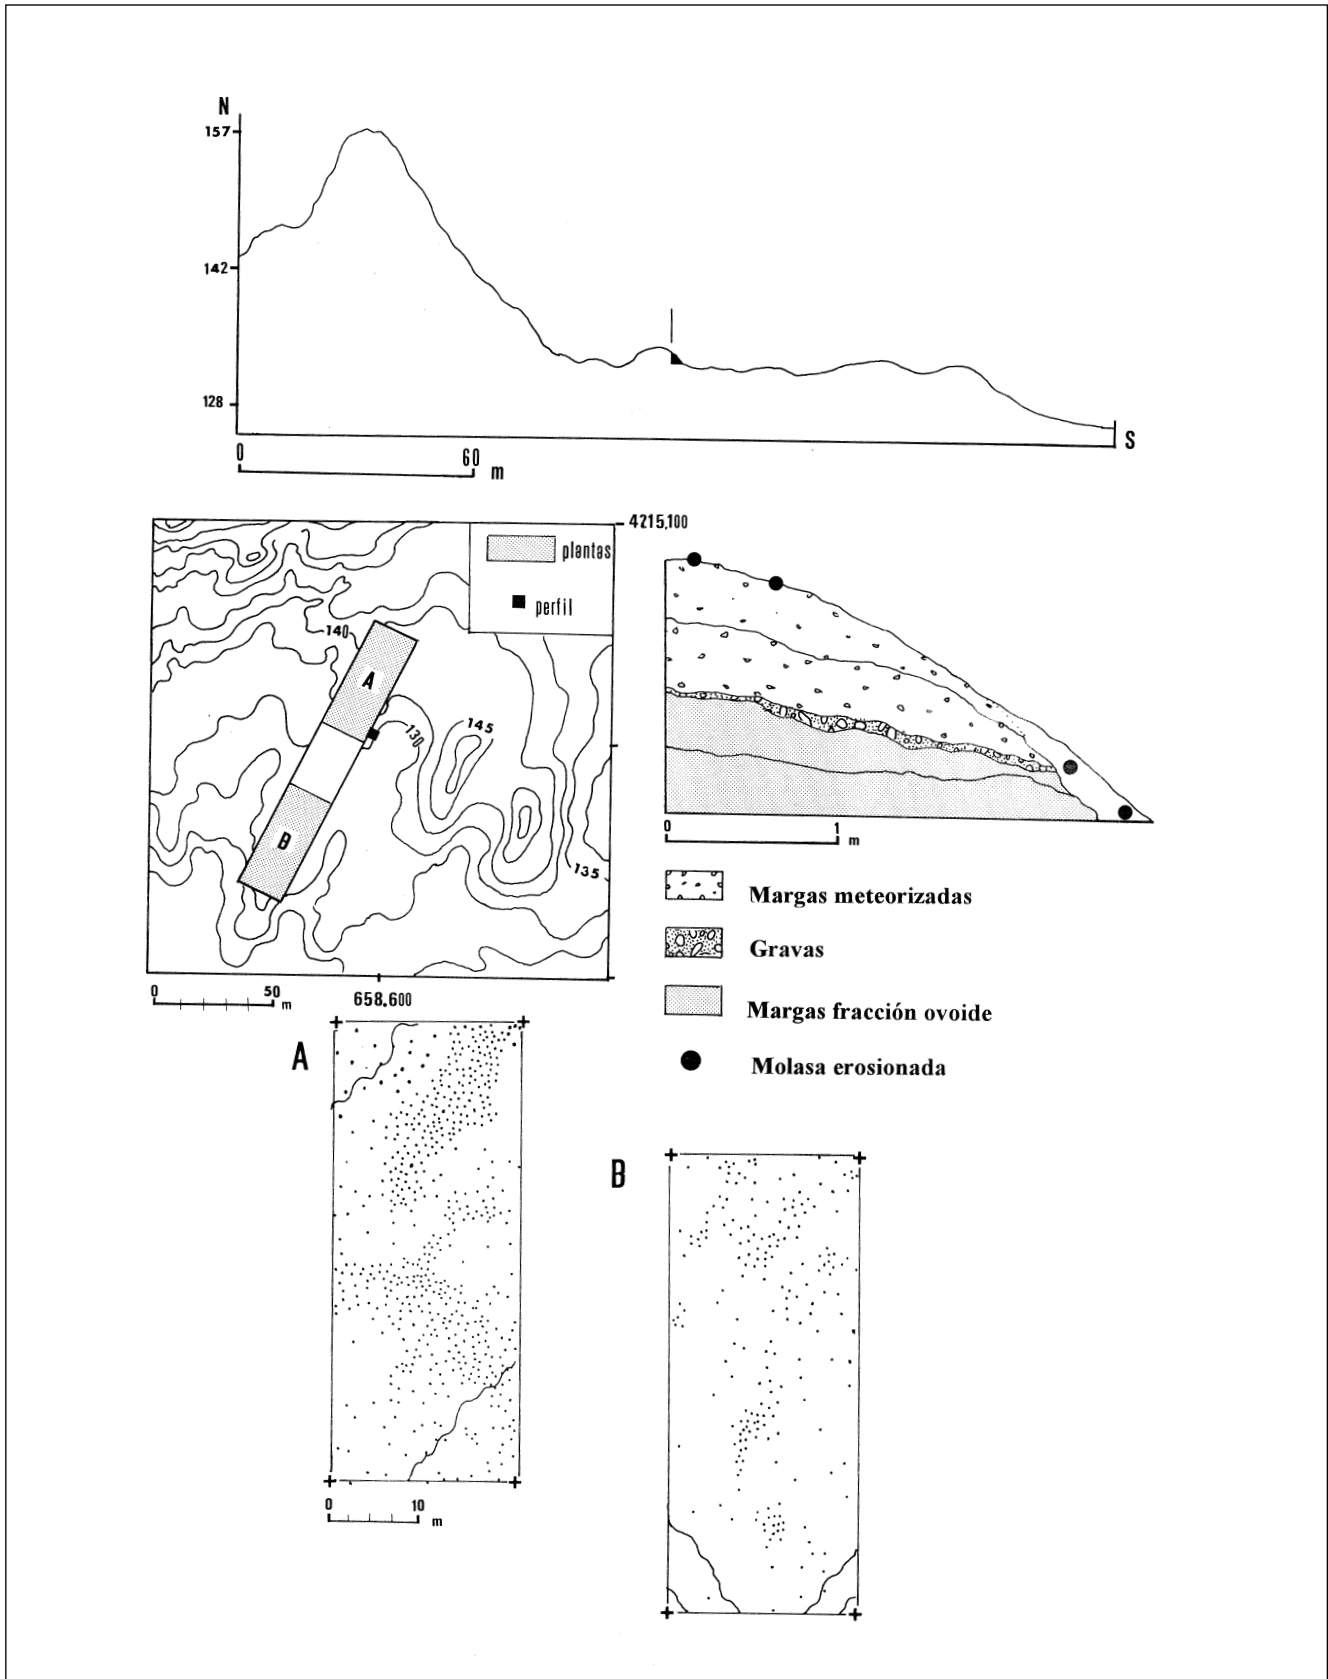 N
157
142
128
S
0 60 m
4215,100
plantas
perfil
140
A
130
145
B
135
0 50 m
658.600
0 1 m
Margas meteorizadas
Gravas
Margas fracción ovoide
Molasa erosionada
A
B
0 10 m